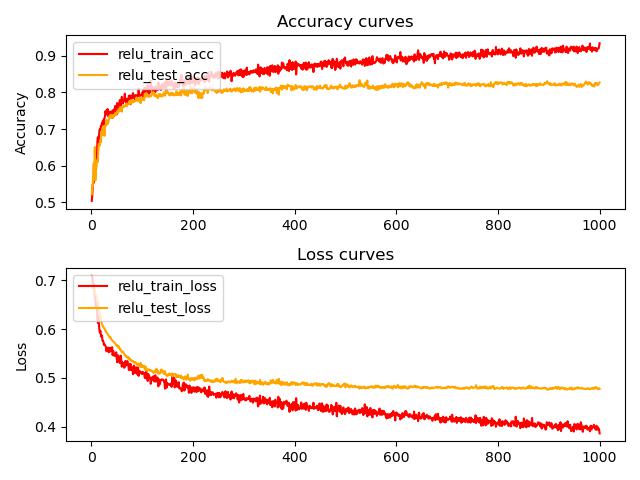 Accuracy curves
Accuracy
0.9
0.8
0.7
0.6
0.5
relu_train_acc
relu_test_acc
0 200 400 600 800 1000
Loss curves
Loss
0.7
0.6
0.5
0.4
relu_train_loss
relu_test_loss
0 200 400 600 800 1000